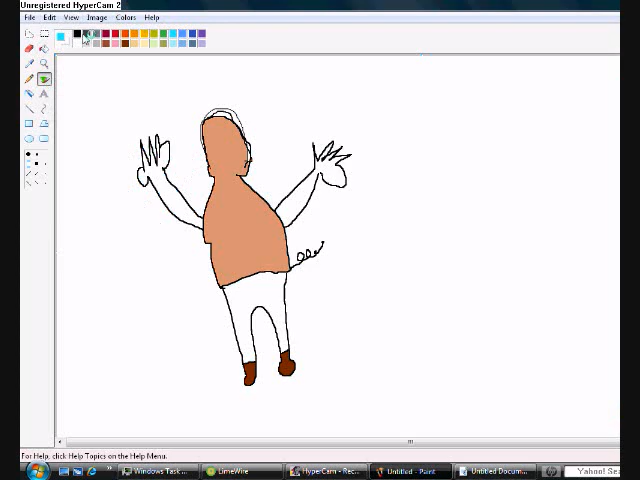 Unregistered HyperCam 2
File Edit View Image Colors Help
A
For Help, click Help Topics on the Help Menu.
Windows Task ...
LimeWire
HyperCam - Rec...
Untitled - Paint
Untitled Docum...
Yahoo! Sea